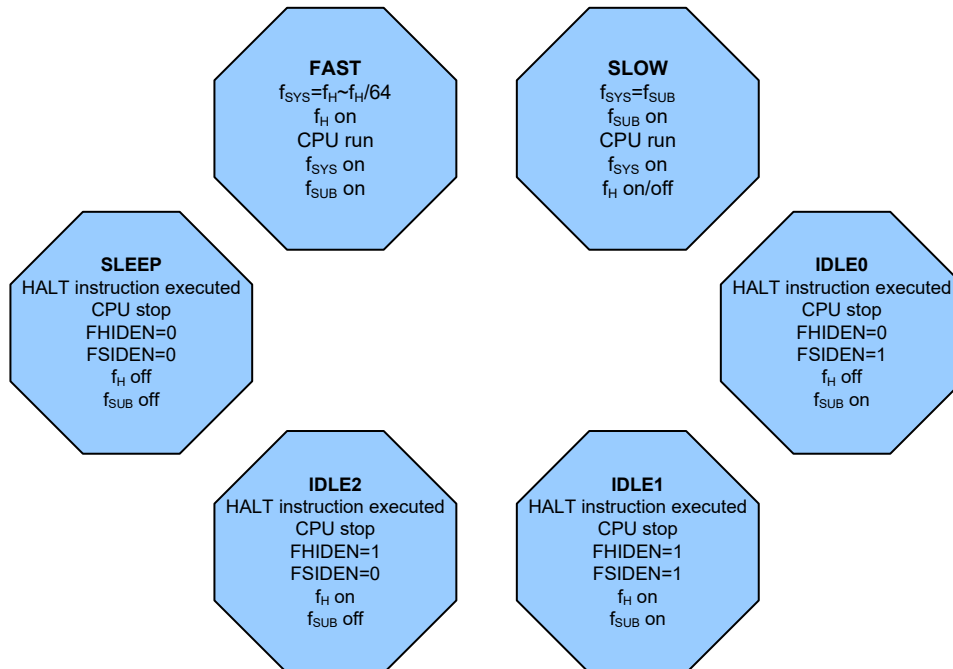 FAST
fSYS=fH~fH/64
fH on
CPU run
fSYS on
fSUB on
SLOW
fSYS=fSUB
fSUB on
CPU run
fSYS on
fH on/off
SLEEP
HALT instruction executed
CPU stop
FHIDEN=0
FSIDEN=0
fH off
fSUB off
IDLE0
HALT instruction executed
CPU stop
FHIDEN=0
FSIDEN=1
fH off
fSUB on
IDLE2
HALT instruction executed
CPU stop
FHIDEN=1
FSIDEN=0
fH on
fSUB off
IDLE1
HALT instruction executed
CPU stop
FHIDEN=1
FSIDEN=1
fH on
fSUB on